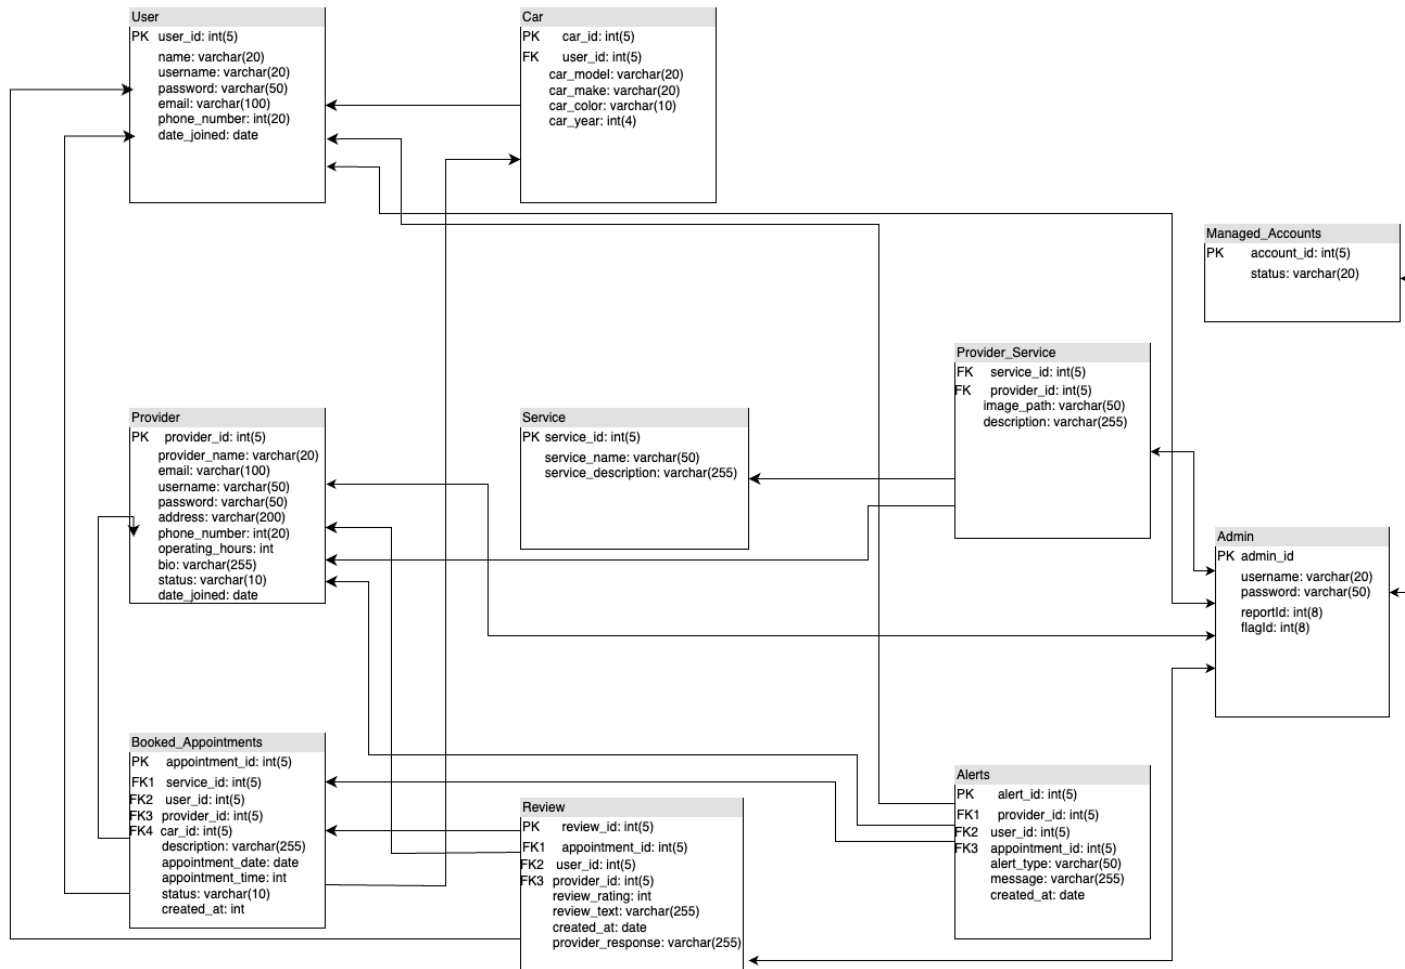 User
PK user_id: int(5)
name: varchar(20)
username: varchar(20)
password: varchar(50)
email: varchar(100)
phone_number: int(20)
date_joined: date
Car
PK car_id: int(5)
FK user_id: int(5)
car_model: varchar(20)
car_make: varchar(20)
car_color: varchar(10)
car_year: int(4)
Managed_Accounts
PK account_id: int(5)
status: varchar(20)
Provider_Service
FK service_id: int(5)
FK provider_id: int(5)
image_path: varchar(50)
description: varchar(255)
Provider
PK provider_id: int(5)
provider_name: varchar(20)
email: varchar(100)
username: varchar(50)
password: varchar(50)
address: varchar(200)
phone_number: int(20)
operating_hours: int
bio: varchar(255)
status: varchar(10)
date_joined: date
Service
PK service_id: int(5)
service_name: varchar(50)
service_description: varchar(255)
Admin
PK admin_id
username: varchar(20)
password: varchar(50)
reportId: int(8)
flagId: int(8)
Booked_Appointments
PK appointment_id: int(5)
FK1 service_id: int(5)
FK2 user_id: int(5)
FK3 provider_id: int(5)
FK4 car_id: int(5)
description: varchar(255)
appointment_date: date
appointment_time: int
status: varchar(10)
created_at: int
Review
PK review_id: int(5)
FK1 appointment_id: int(5)
FK2 user_id: int(5)
FK3 provider_id: int(5)
review_rating: int
review_text: varchar(255)
created_at: date
provider_response: varchar(255)
Alerts
PK alert_id: int(5)
FK1 provider_id: int(5)
FK2 user_id: int(5)
FK3 appointment_id: int(5)
alert_type: varchar(50)
message: varchar(255)
created_at: date